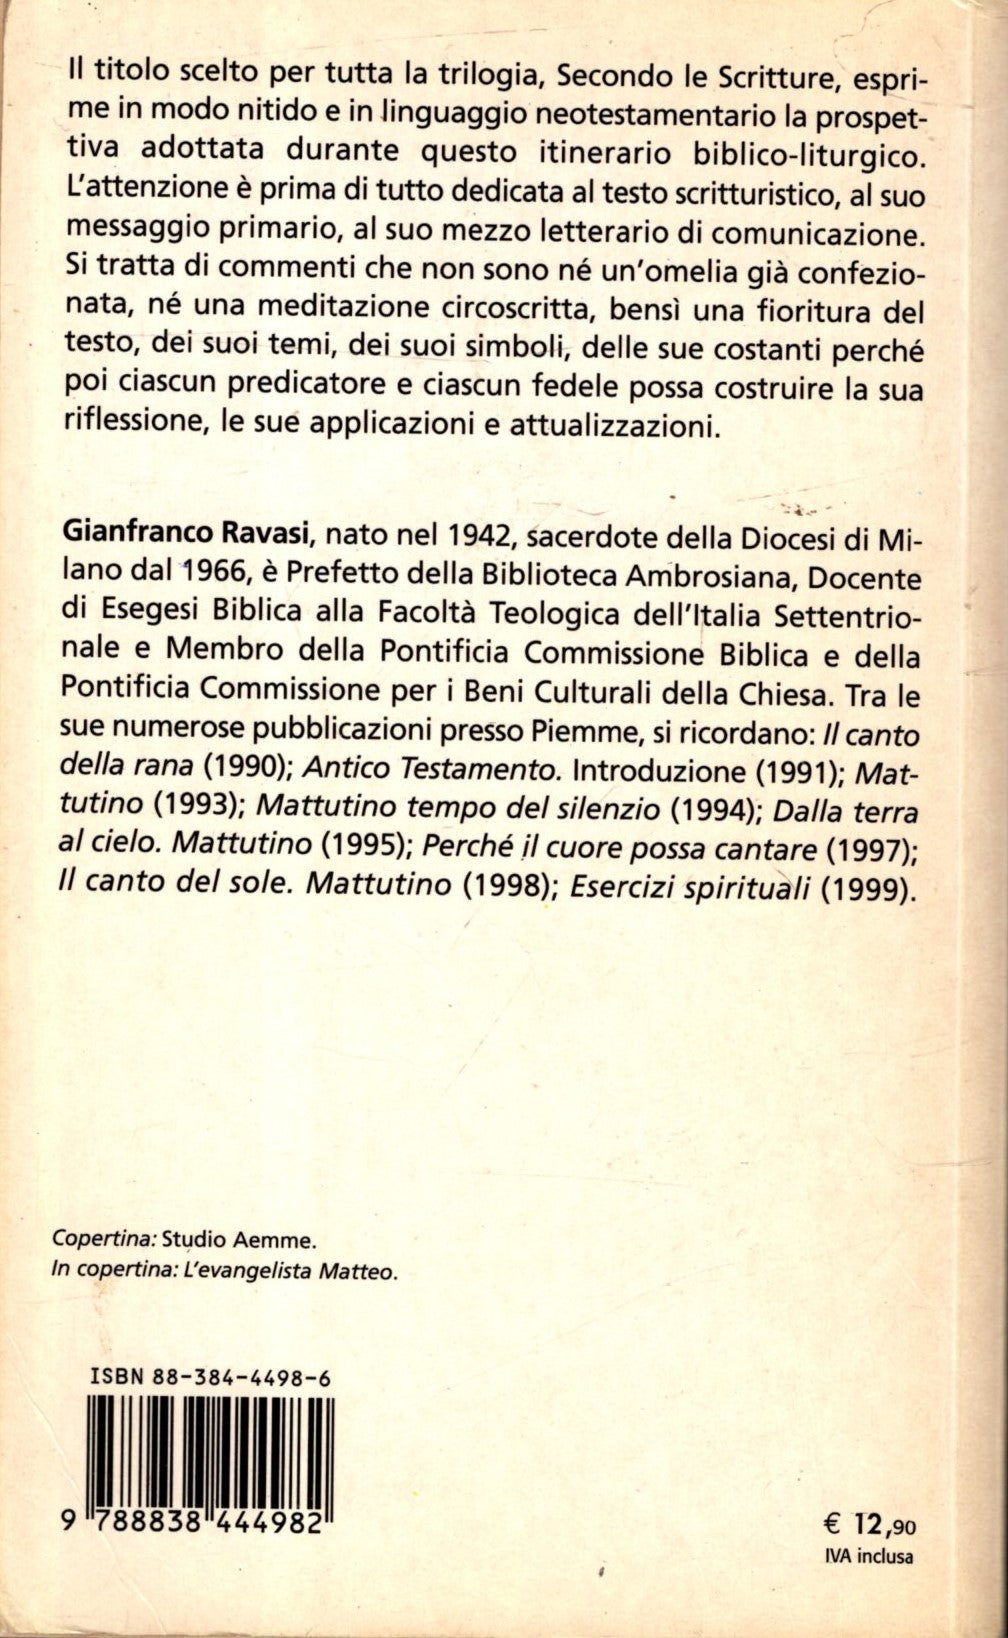 Il titolo scelto per tutta la trilogia, Secondo le Scritture, espri-
me in modo nitido e in linguaggio neotestamentario la prospet-
tiva adottata durante questo itinerario biblico-liturgico.
L'attenzione è prima di tutto dedicata al testo scritturistico, al suo
messaggio primario, al suo mezzo letterario di comunicazione.
Si tratta di commenti che non sono né un'omelia già confezio-
nata, né una meditazione circoscritta, bensì una fioritura del
testo, dei suoi temi, dei suoi simboli, delle sue costanti perché
poi ciascun predicatore e ciascun fedele possa costruire la sua
riflessione, le sue applicazioni e attualizzazioni.
Gianfranco Ravasi, nato nel 1942, sacerdote della Diocesi di Mi-
lano dal 1966, è Prefetto della Biblioteca Ambrosiana, Docente
di Esegesi Biblica alla Facoltà Teologica dell'Italia Settentrio-
nale e Membro della Pontificia Commissione Biblica e della
Pontificia Commissione per i Beni Culturali della Chiesa. Tra le
sue numerose pubblicazioni presso Piemme, si ricordano: Il canto
della rana (1990); Antico Testamento. Introduzione (1991); Mat-
tutino (1993); Mattutino tempo del silenzio (1994); Dalla terra
al cielo. Mattutino (1995); Perché il cuore possa cantare (1997);
Il canto del sole. Mattutino (1998); Esercizi spirituali (1999).
Copertina: Studio Aemme.
In copertina: L'evangelista Matteo.
ISBN 88-384-4498-6
9 788838 444982
€ 12,90
IVA inclusa